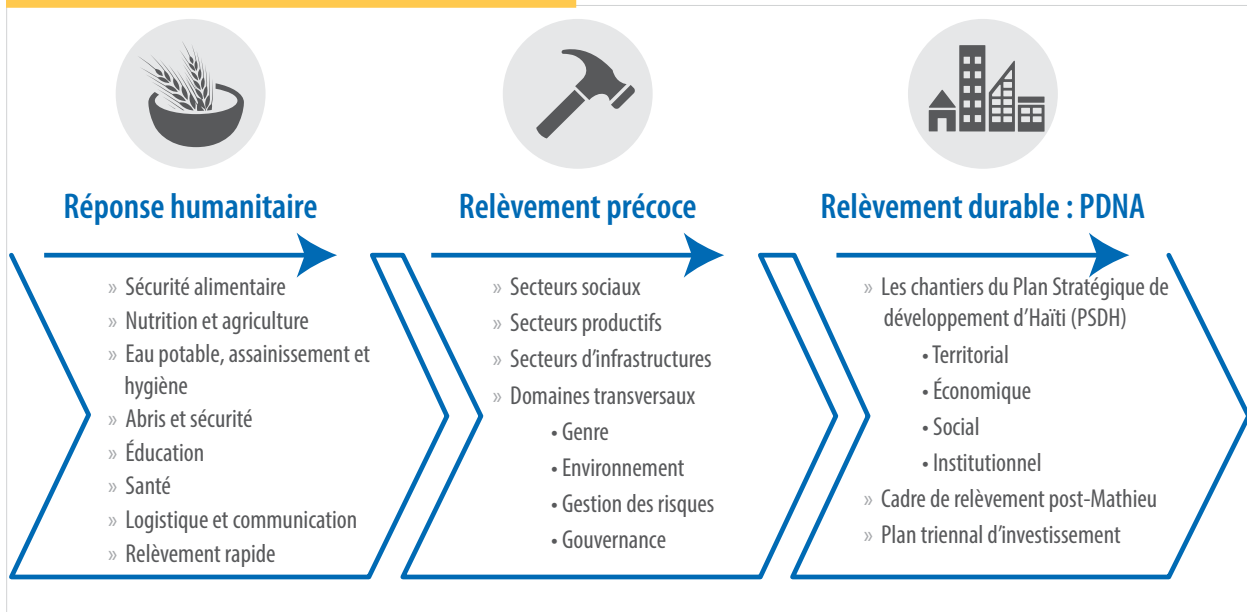 Réponse humanitaire
» Sécurité alimentaire
» Nutrition et agriculture
» Eau potable, assainissement et
hygiène
» Abris et sécurité
» Éducation
» Santé
» Logistique et communication
» Relèvement rapide
Relèvement précoce
» Secteurs sociaux
» Secteurs productifs
» Secteurs d’infrastructures
» Domaines transversaux
• Genre
• Environnement
• Gestion des risques
• Gouvernance
Relèvement durable : PDNA
» Les chantiers du Plan Stratégique de
développement d’Haïti (PSDH)
• Territorial
• Économique
• Social
• Institutionnel
» Cadre de relèvement post-Mathieu
» Plan triennal d’investissement